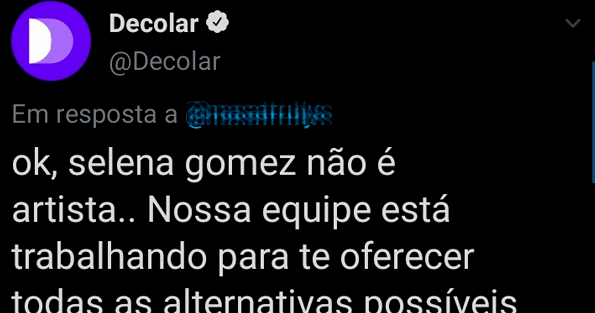 Decolar
@Decolar
Em resposta a
ok, selena gomez não é
artista.. Nossa equipe está
trabalhando para te oferecer
todas as alternativas possíveis